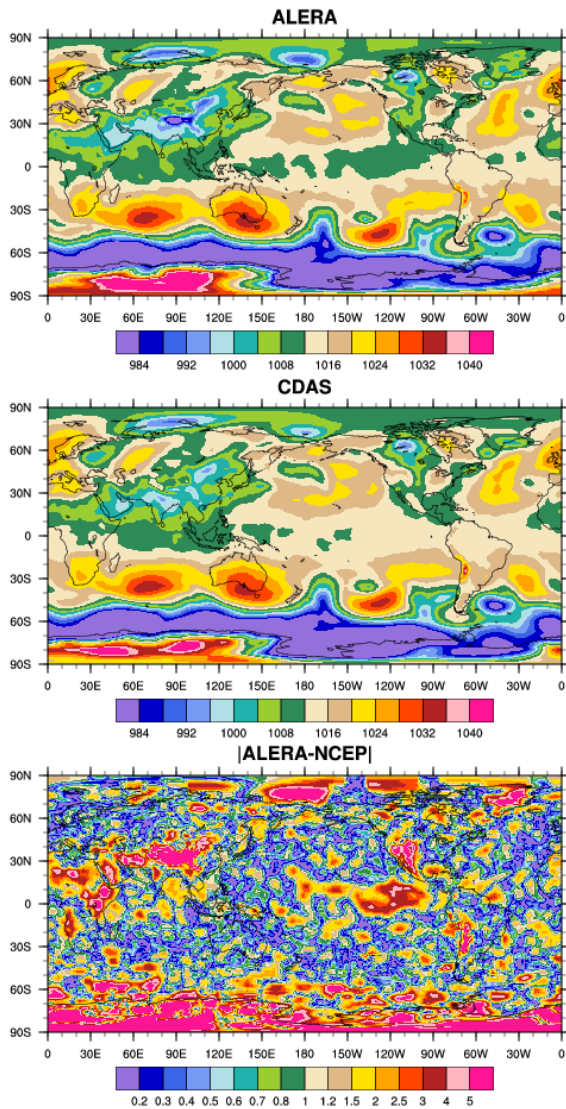 ALERA
90N
60N
30N
0
30S
60S
90S
0 30E 60E 90E 120E 150E 180 150W 120W 90W 60W 30W 0
984 992 1000 1008 1016 1024 1032 1040
CDAS
90N
60N
30N
0
30S
60S
90S
0 30E 60E 90E 120E 150E 180 150W 120W 90W 60W 30W 0
984 992 1000 1008 1016 1024 1032 1040
|ALERA-NCEP|
90N
60N
30N
0
30S
60S
90S
0 30E 60E 90E 120E 150E 180 150W 120W 90W 60W 30W 0
0.2 0.3 0.4 0.5 0.6 0.7 0.8 1 1.2 1.5 2 2.5 3 4 5